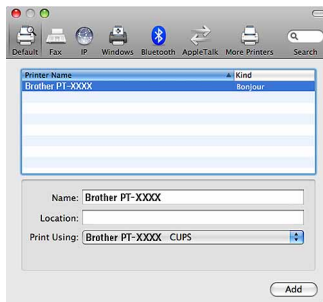 Default Fax IP Windows Bluetooth AppleTalk More Printers Search
Printer Name Kind
Brother PT-XXXX Bonjour
Name: Brother PT-XXXX
Location:
Print Using: Brother PT-XXXX CUPS
Add